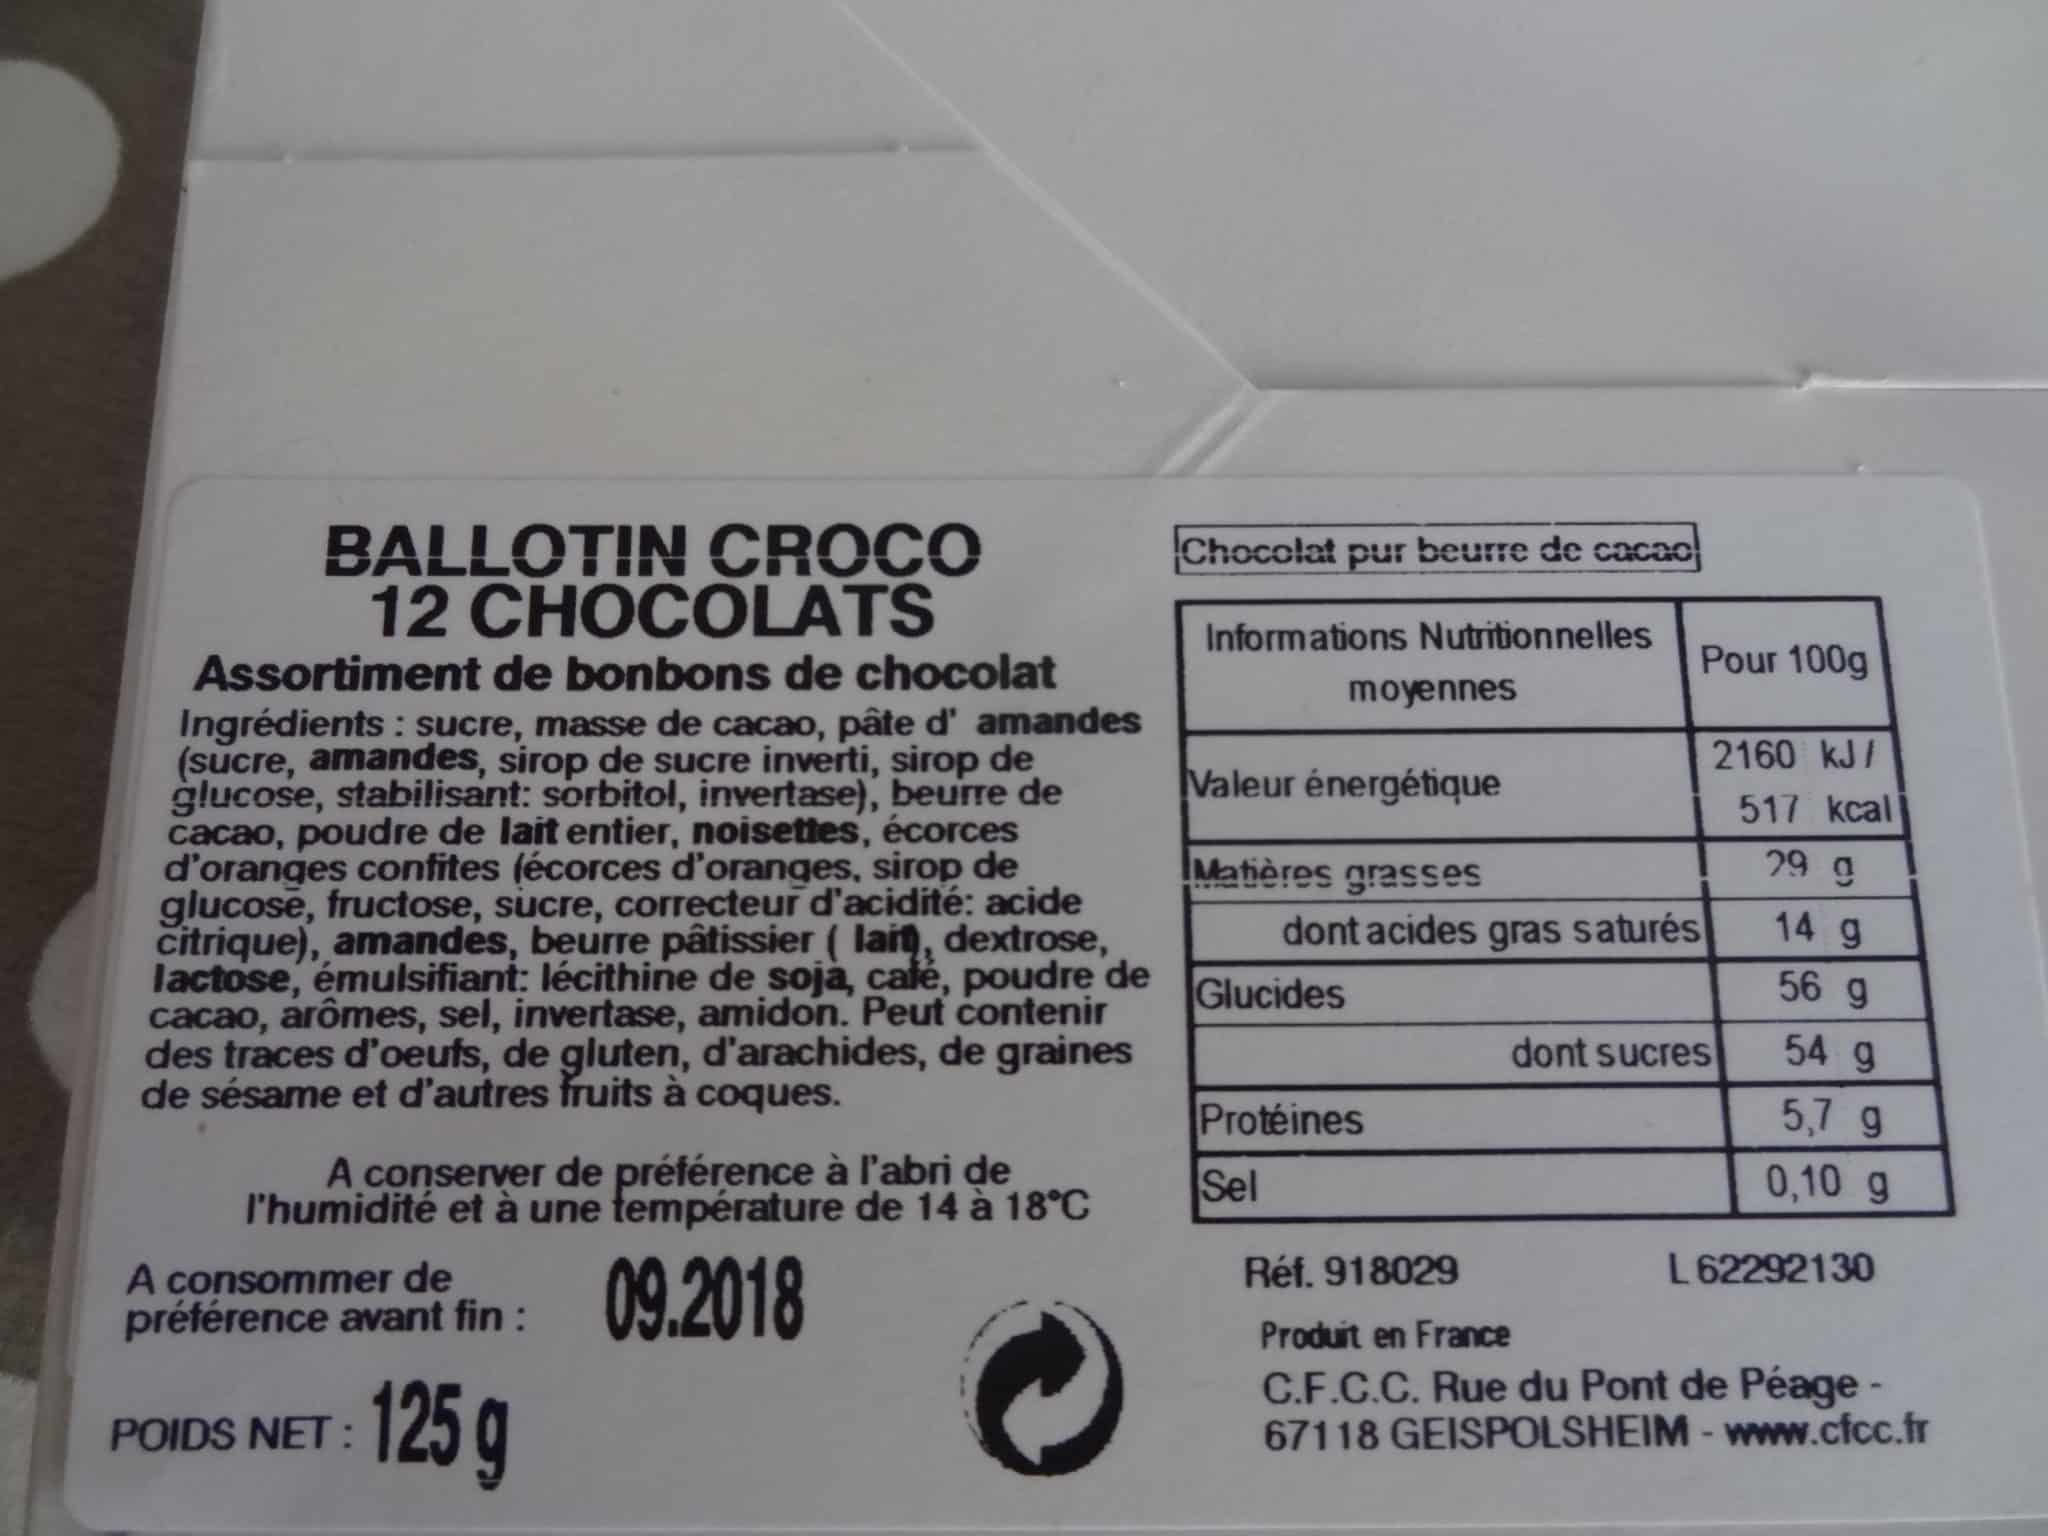 BALLOTIN CROCO
12 CHOCOLATS
Assortiment de bonbons de chocolat
Ingrédients : sucre, masse de cacao, pâte d' amandes
(sucre, amandes, sirop de sucre inverti, sirop de
glucose, stabilisant: sorbitol, invertase), beurre de
cacao, poudre de lait entier, noisettes, écorces
d'oranges confites (écorces d'oranges, sirop de
glucose, fructose, sucre, correcteur d'acidité: acide
citrique), amandes, beurre pâtissier ( lait), dextrose,
lactose, émulsifiant: lécithine de soja, café, poudre de
cacao, arômes, sel, invertase, amidon. Peut contenir
des traces d'oeufs, de gluten, d'arachides, de graines
de sésame et d'autres fruits à coques.
A conserver de préférence à l'abri de
l'humidité et à une température de 14 à 18°C
A consommer de
préférence avant fin : 09.2018
POIDS NET : 125 g
Chocolat pur beurre de cacao
Informations Nutritionnelles
moyennes
Pour 100g
Valeur énergétique
2160 kJ /
517 kcal
Matières grasses 29 g
dont acides gras saturés 14 g
Glucides 56 g
dont sucres 54 g
Protéines 5,7 g
Sel 0,10 g
Réf. 918029 L 62292130
Produit en France
C.F.C.C. Rue du Pont de Péage -
67118 GEISPOLSHEIM - www.cfcc.fr